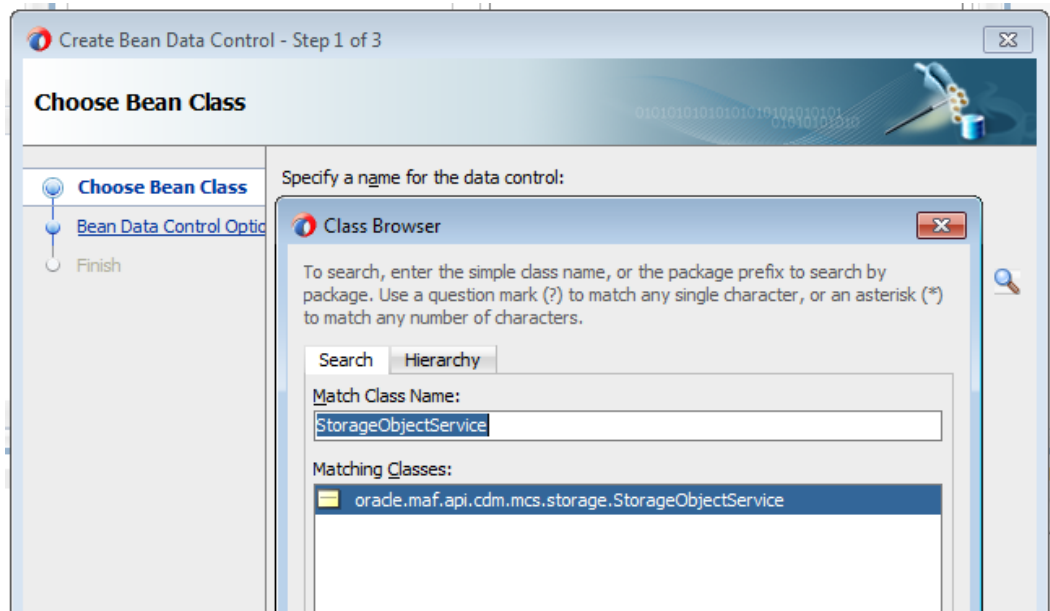 Create Bean Data Control - Step 1 of 3
Choose Bean Class
Choose Bean Class
Bean Data Control Optio
Finish
Specify a name for the data control:
Class Browser
To search, enter the simple class name, or the package prefix to search by
package. Use a question mark (?) to match any single character, or an asterisk (*)
to match any number of characters.
Search Hierarchy
Match Class Name:
StorageObjectService
Matching Classes:
oracle.maf.api.cdm.mcs.storage.StorageObjectService